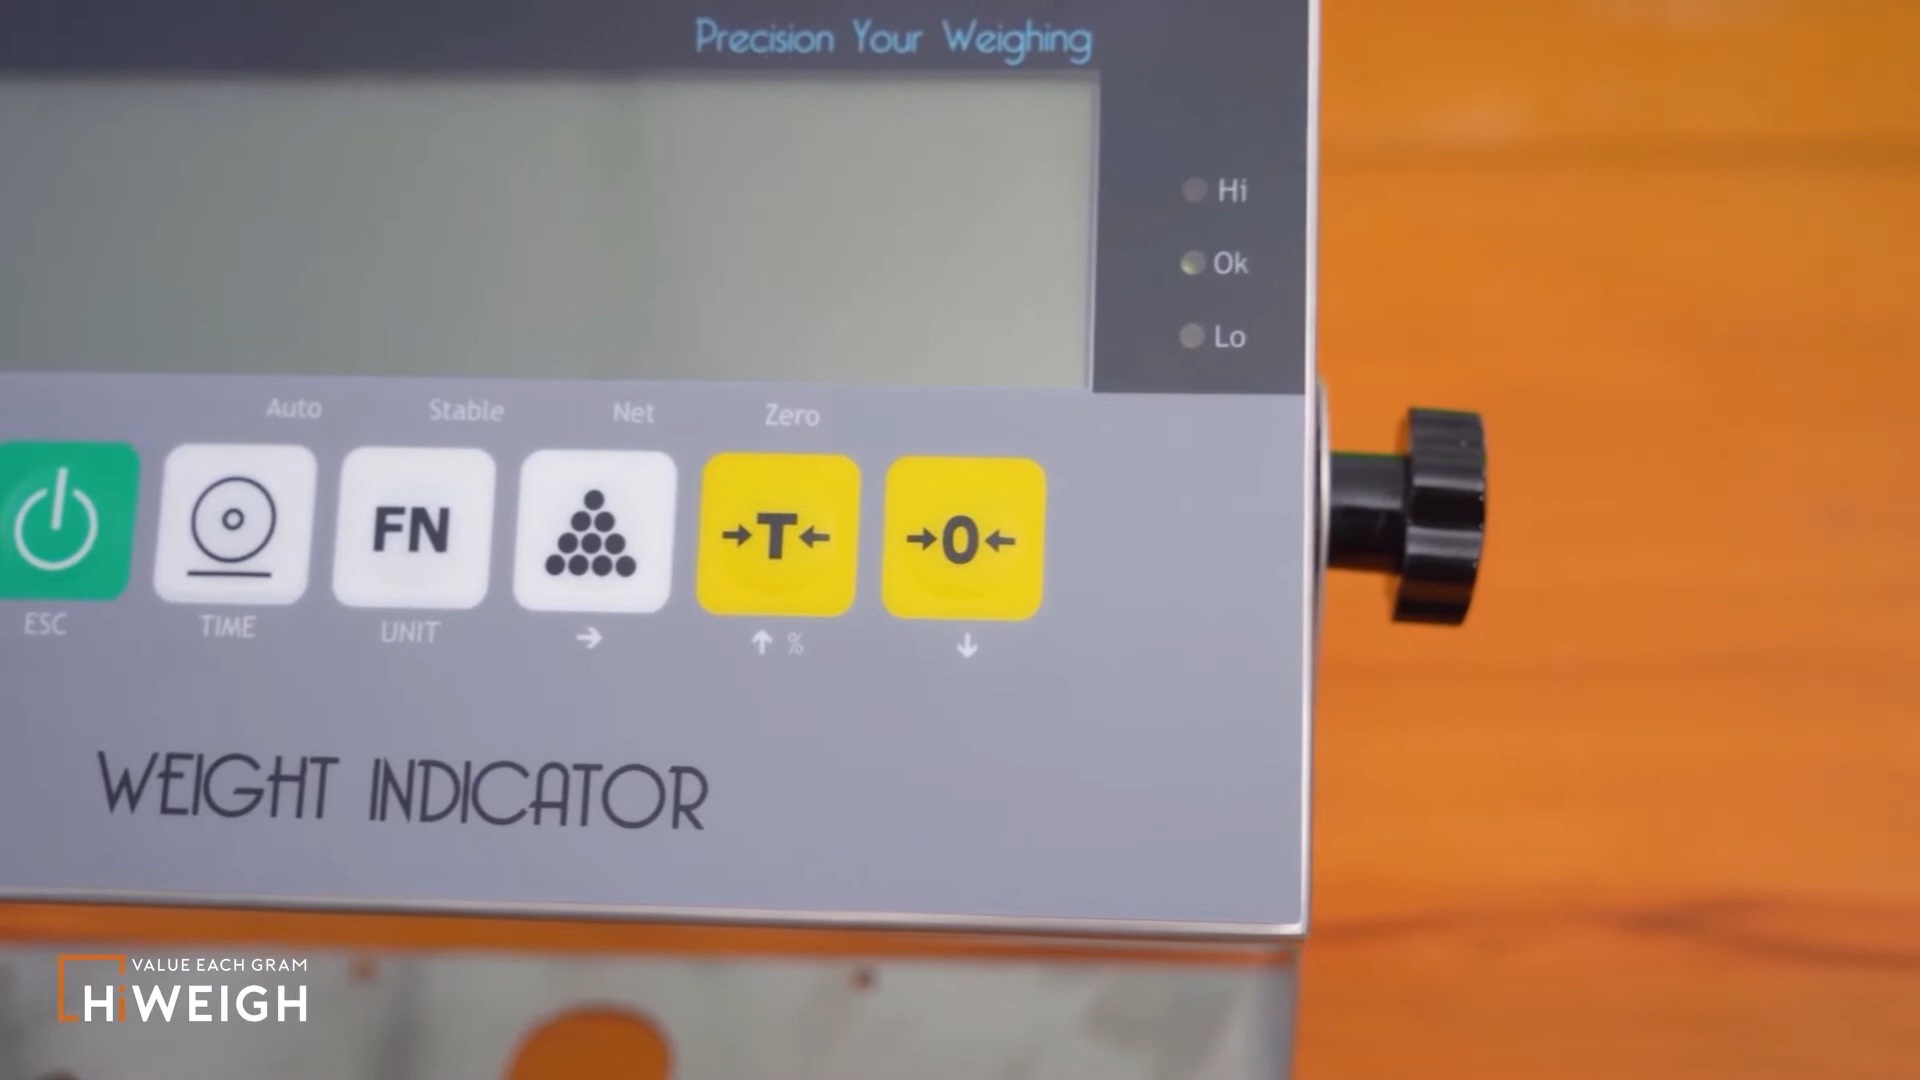 Precision Your Weighing
Hi
Ok
Lo
Auto Stable Net Zero
FN →T← →0←
ESC TIME UNIT → ↑ % ↓
WEIGHT INDICATOR
VALUE EACH GRAM
HiWEIGH